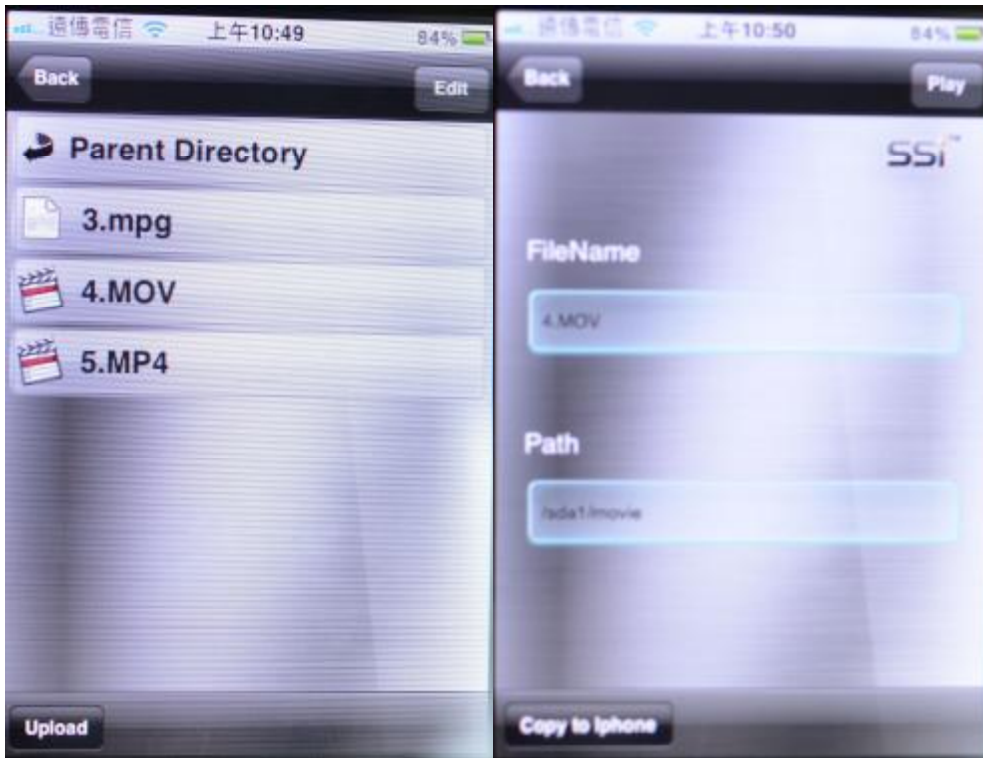 遠傳電信 上午10:49 84%
Back
Edit
Parent Directory
3.mpg
4.MOV
5.MP4
Upload
遠傳電信 上午10:50 84%
Back
Play
SSI™
FileName
4.MOV
Path
/sda1/movie
Copy to Iphone